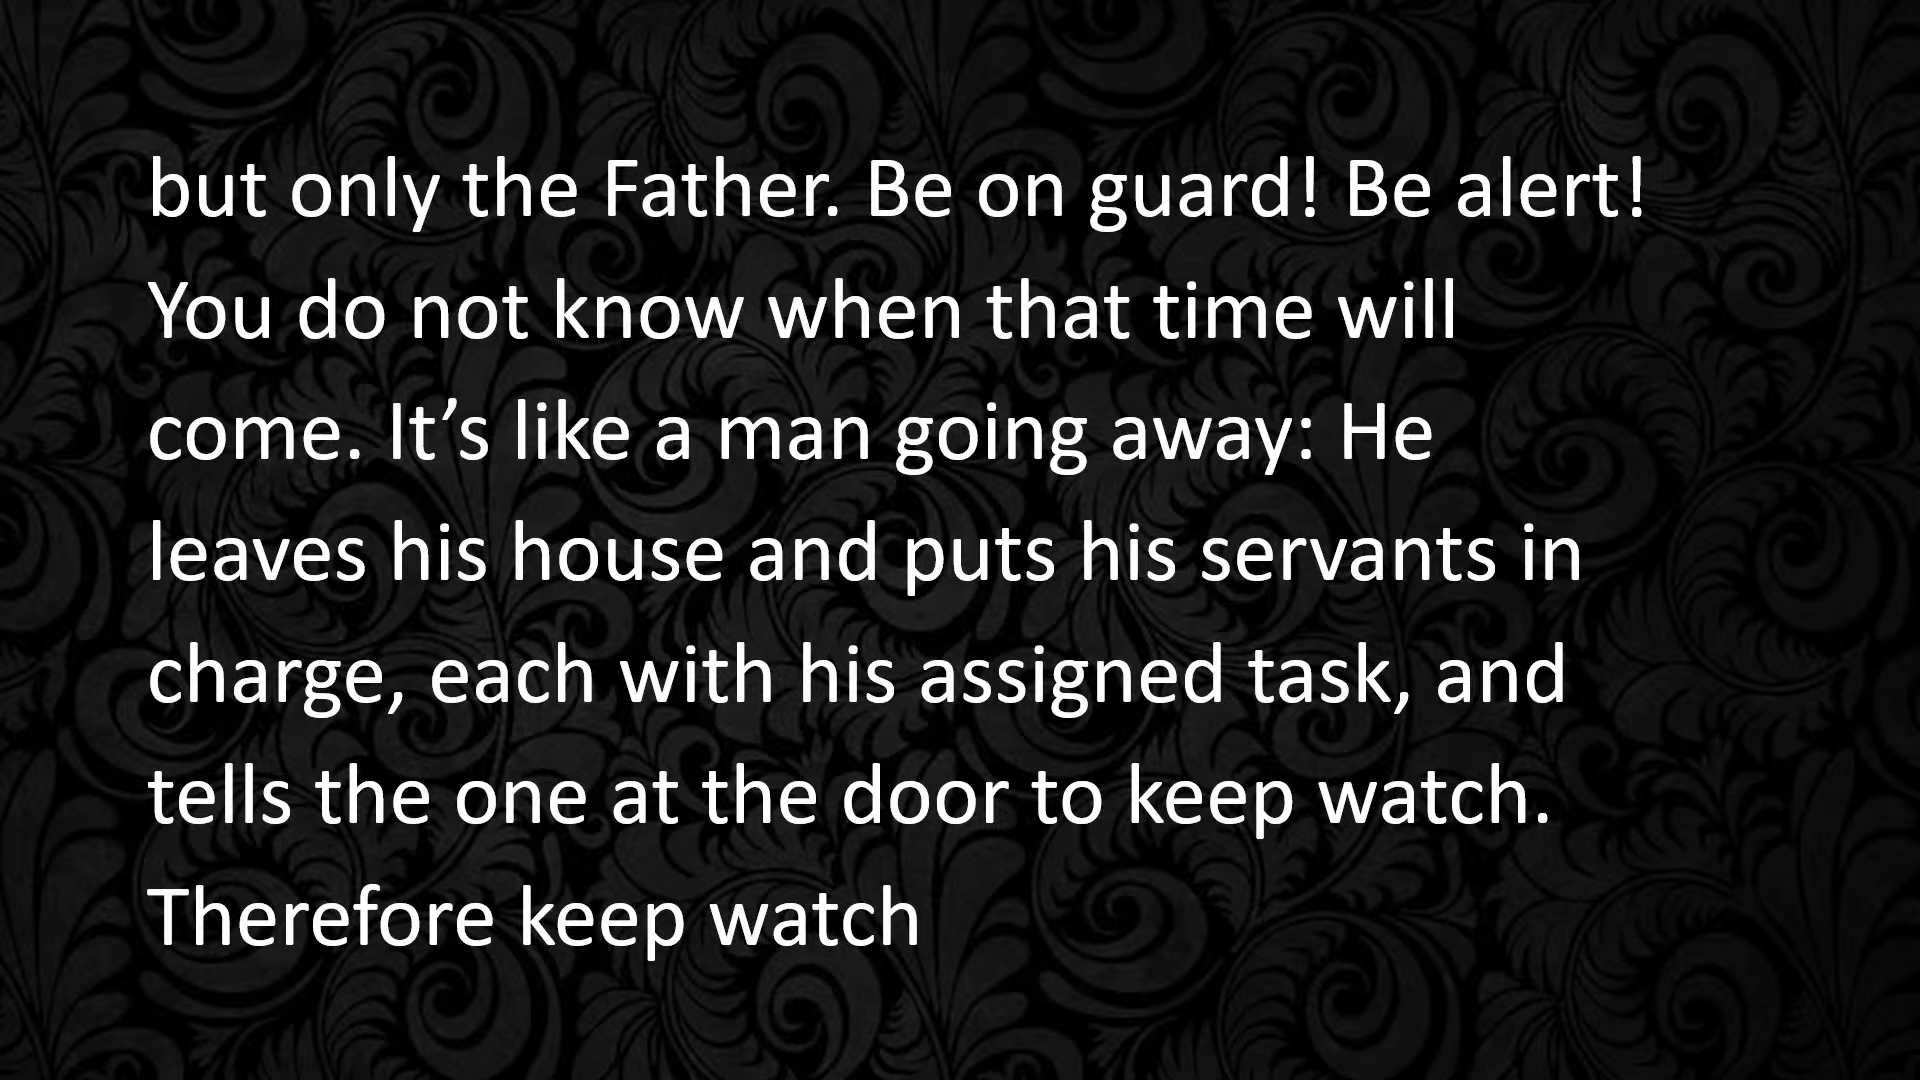 but only the Father. Be on guard! Be alert!
You do not know when that time will
come. It’s like a man going away: He
leaves his house and puts his servants in
charge, each with his assigned task, and
tells the one at the door to keep watch.
Therefore keep watch